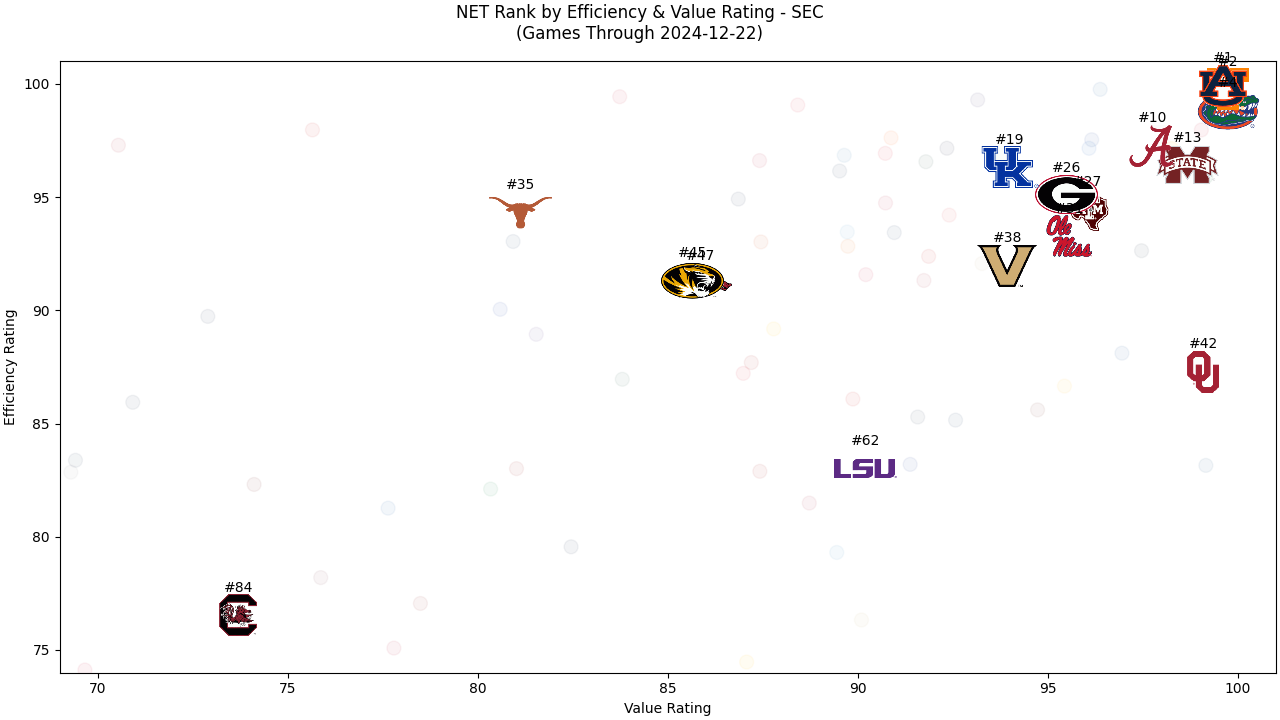 NET Rank by Efficiency & Value Rating - SEC
(Games Through 2024-12-22)
#1
#2
#10
#13
#19
#26
#27
#35
#38
#45
#47
#42
#62
#84
STATE
UK
Ole
Miss
LSU
OU
100
95
90
85
80
75
Efficiency Rating
70
75
80
85
90
95
100
Value Rating